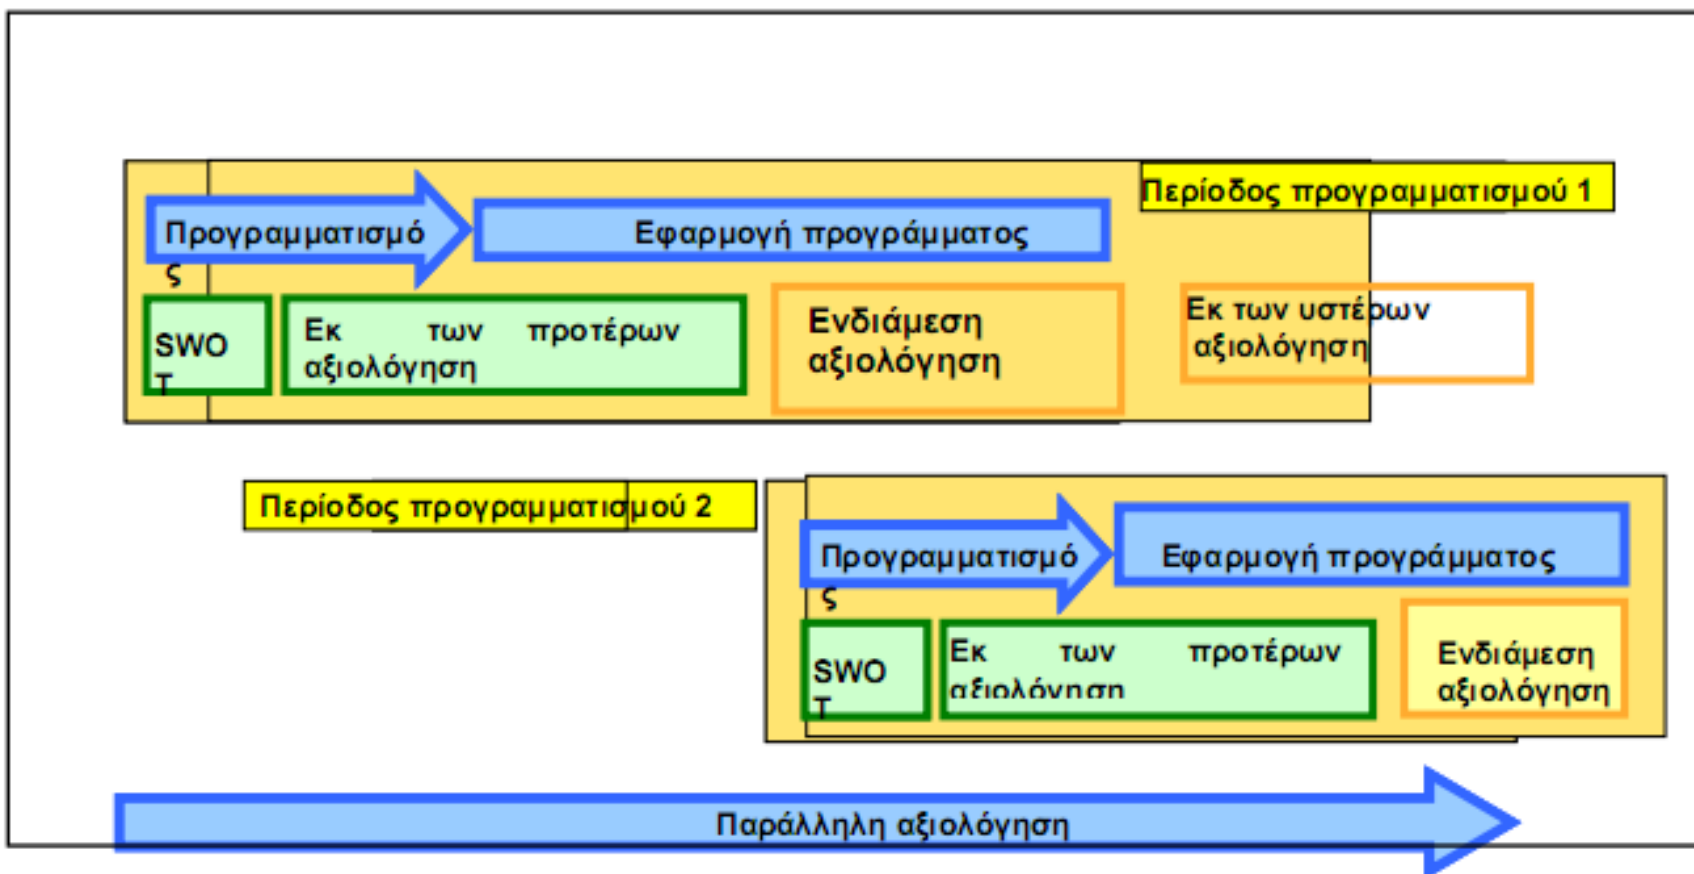 Περίοδος προγραμματισμού 1
Προγραμματισμό
ς
Εφαρμογή προγράμματος
SWO
T
Εκ των προτέρων
αξιολόγηση
Ενδιάμεση
αξιολόγηση
Εκ των υστέρων
αξιολόγηση
Περίοδος προγραμματισμού 2
Προγραμματισμό
ς
Εφαρμογή προγράμματος
SWO
T
Εκ των προτέρων
αξιολόγηση
Ενδιάμεση
αξιολόγηση
Παράλληλη αξιολόγηση